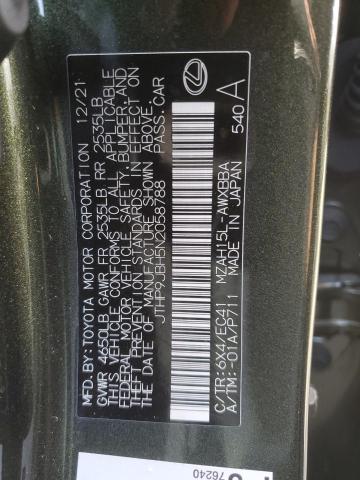 MFD.BY:TOYOTA MOTOR CORPORATION 12/21
GVWR 4650LB GAWR FR 2535LB RR 2535LB
THIS VEHICLE CONFORMS TO ALL APPLICABLE
FEDERAL MOTOR VEHICLE SAFETY, BUMPER, AND
THEFT PREVENTION STANDARDS IN EFFECT ON
THE DATE OF MANUFACTURE SHOWN ABOVE.
JTHP9JBH5N2058788 PASS.CAR
C/TR:6X4/EC41 MZAH15L-AWXBBA
A/TM:-01A/P711 MADE IN JAPAN 540 A
76240